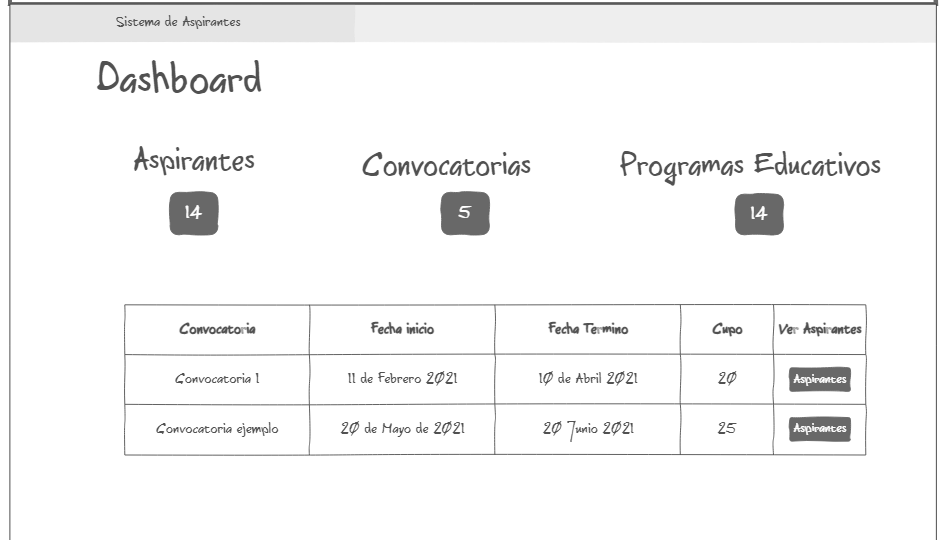 Sistema de Aspirantes
Dashboard
Aspirantes Convocatorias Programas Educativos
14 5 14
Convocatoria Fecha inicio Fecha Termino Cupo Ver Aspirantes
Convocatoria 1 11 de Febrero 2021 10 de Abril 2021 20 Aspirantes
Convocatoria ejemplo 20 de Mayo de 2021 20 Junio 2021 25 Aspirantes